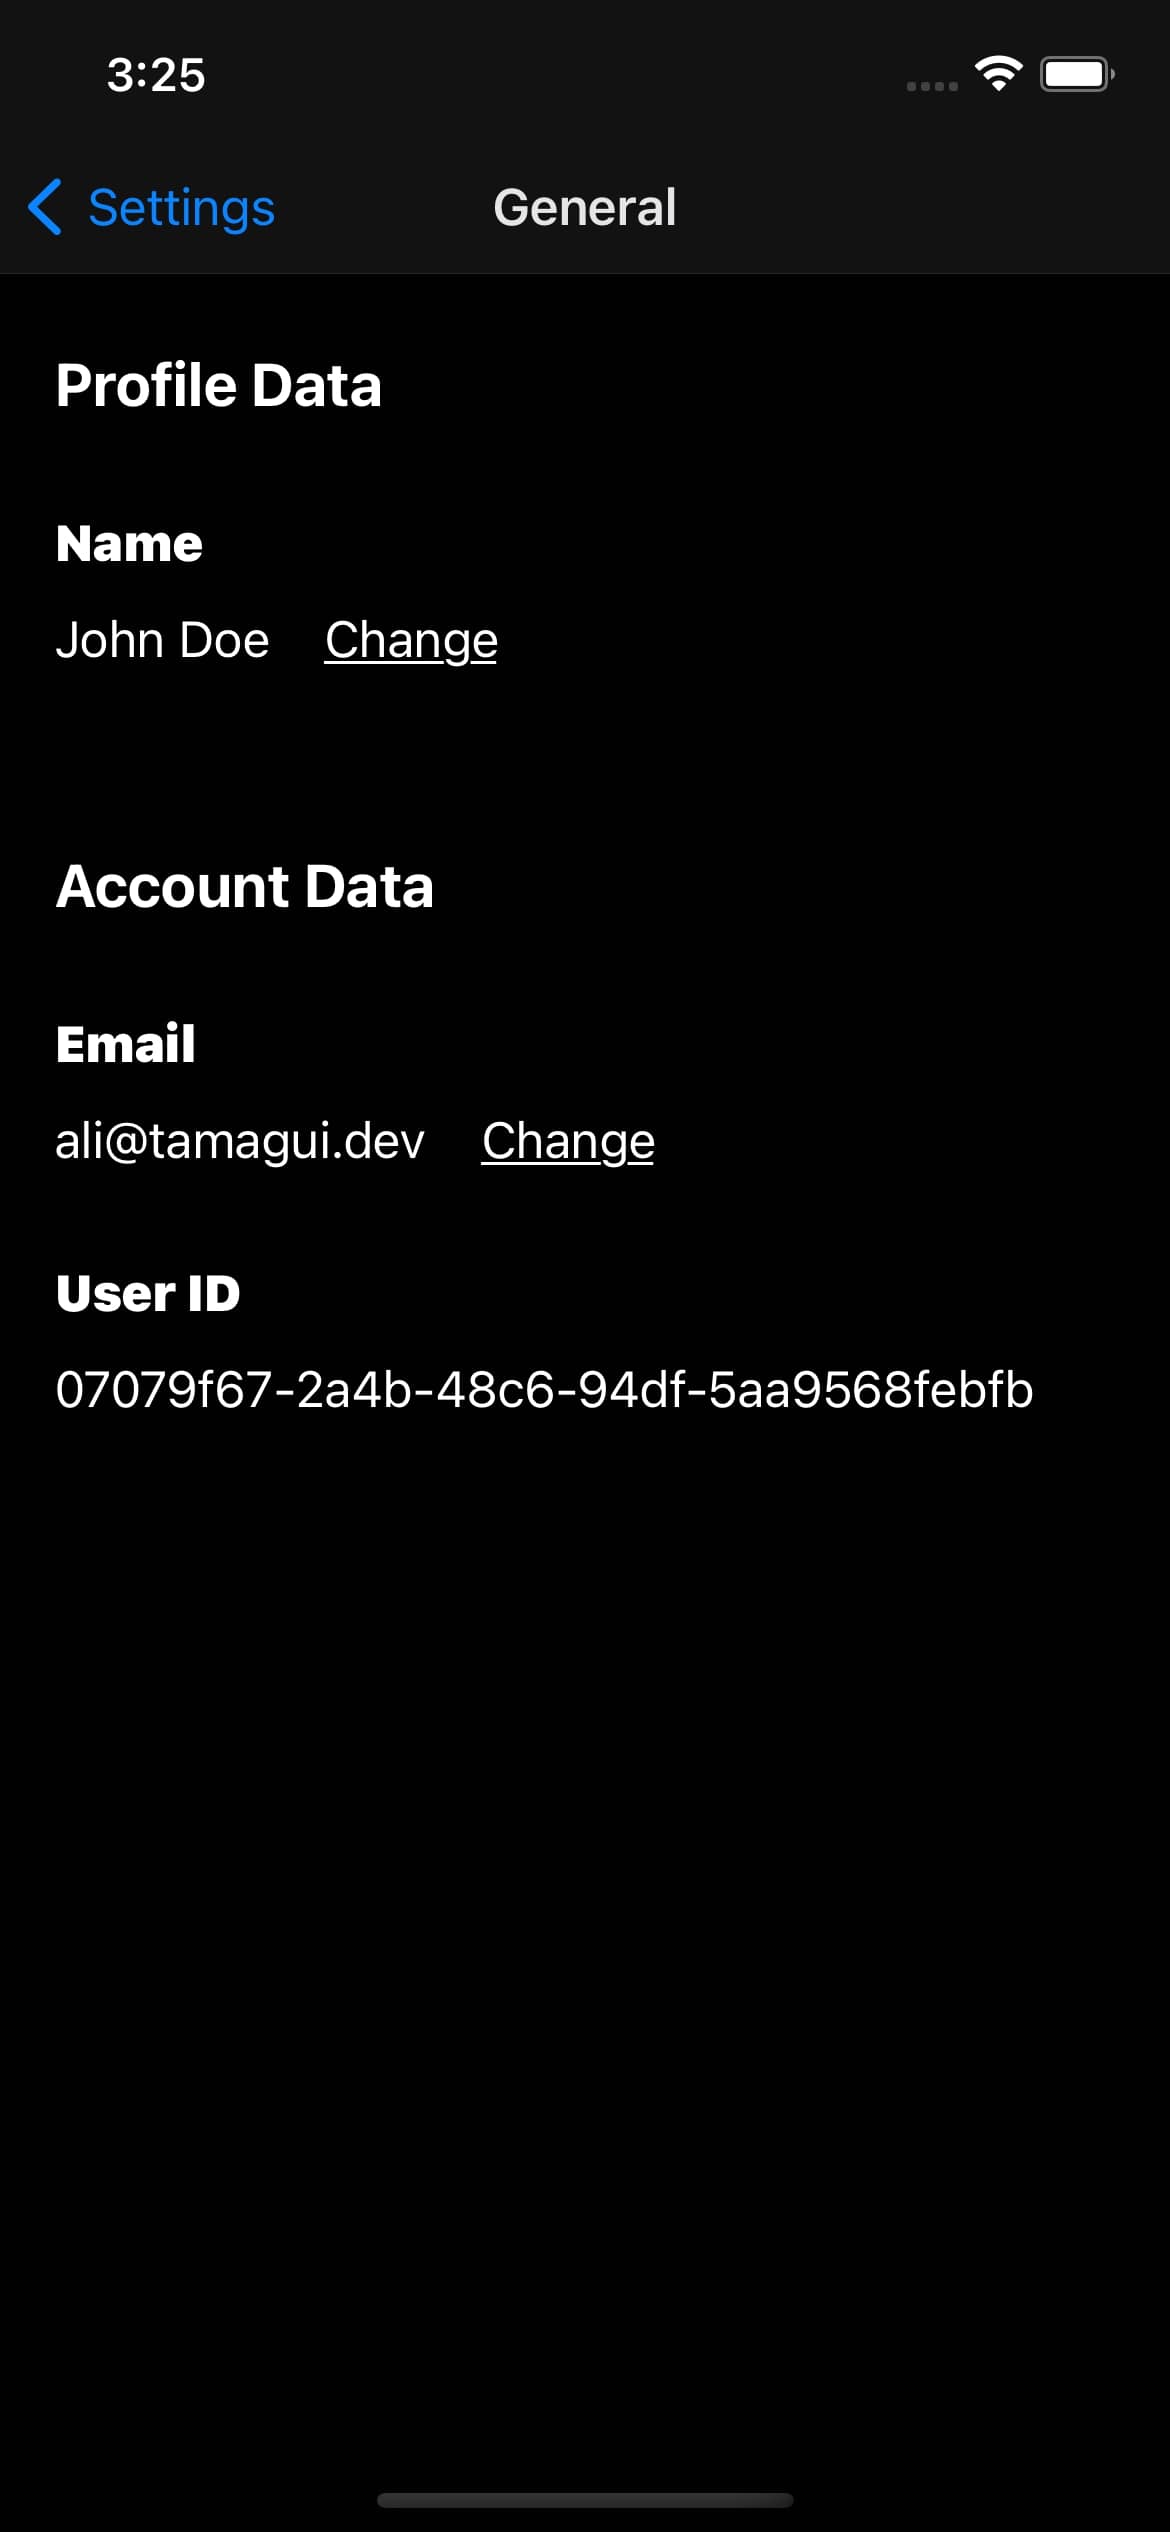 3:25
Settings
General
Profile Data
Name
John Doe Change
Account Data
Email
ali@tamagui.dev Change
User ID
07079f67-2a4b-48c6-94df-5aa9568febfb